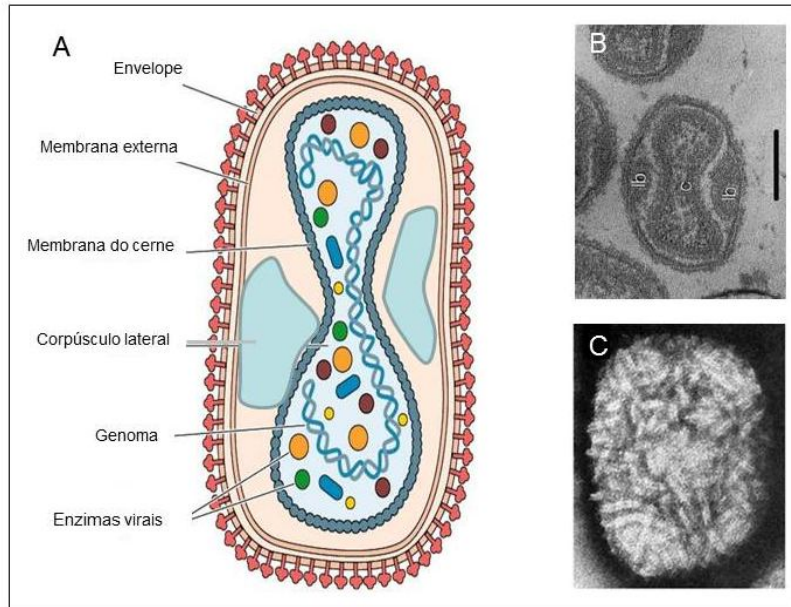 A
Envelope
Membrana externa
Membrana do cerne
Corpúsculo lateral
Genoma
Enzimas virais
B
lb
c
lb
C